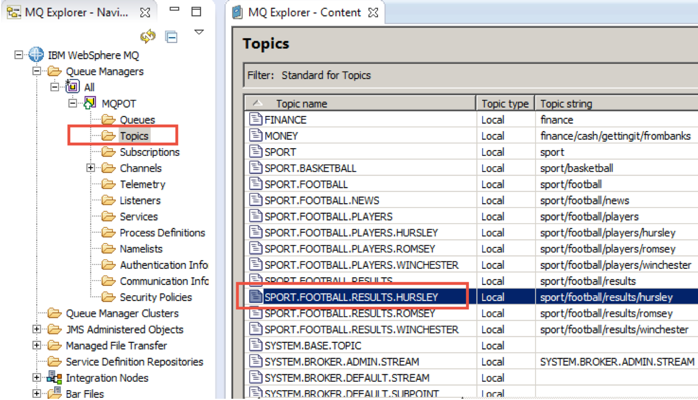 MQ Explorer - Navi...
IBM WebSphere MQ
Queue Managers
All
MQPOT
Queues
Topics
Subscriptions
Channels
Telemetry
Listeners
Services
Process Definitions
Namelists
Authentication Info
Communication Info
Security Policies
Queue Manager Clusters
JMS Administered Objects
Managed File Transfer
Service Definition Repositories
Integration Nodes
Bar Files
MQ Explorer - Content
Topics
Filter: Standard for Topics
Topic name Topic type Topic string
FINANCE Local finance
MONEY Local finance/cash/gettingit/frombanks
SPORT Local sport
SPORT.BASKETBALL Local sport/basketball
SPORT.FOOTBALL Local sport/football
SPORT.FOOTBALL.NEWS Local sport/football/news
SPORT.FOOTBALL.PLAYERS Local sport/football/players
SPORT.FOOTBALL.PLAYERS.HURSLEY Local sport/football/players/hursley
SPORT.FOOTBALL.PLAYERS.ROMSEY Local sport/football/players/romsey
SPORT.FOOTBALL.PLAYERS.WINCHESTER Local sport/football/players/winchester
SPORT.FOOTBALL.RESULTS Local sport/football/results
SPORT.FOOTBALL.RESULTS.HURSLEY Local sport/football/results/hursley
SPORT.FOOTBALL.RESULTS.ROMSEY Local sport/football/results/romsey
SPORT.FOOTBALL.RESULTS.WINCHESTER Local sport/football/results/winchester
SYSTEM.BASE.TOPIC Local
SYSTEM.BROKER.ADMIN.STREAM Local SYSTEM.BROKER.ADMIN.STREAM
SYSTEM.BROKER.DEFAULT.STREAM Local
SYSTEM.BROKER.DEFAULT.SUBPOINT Local